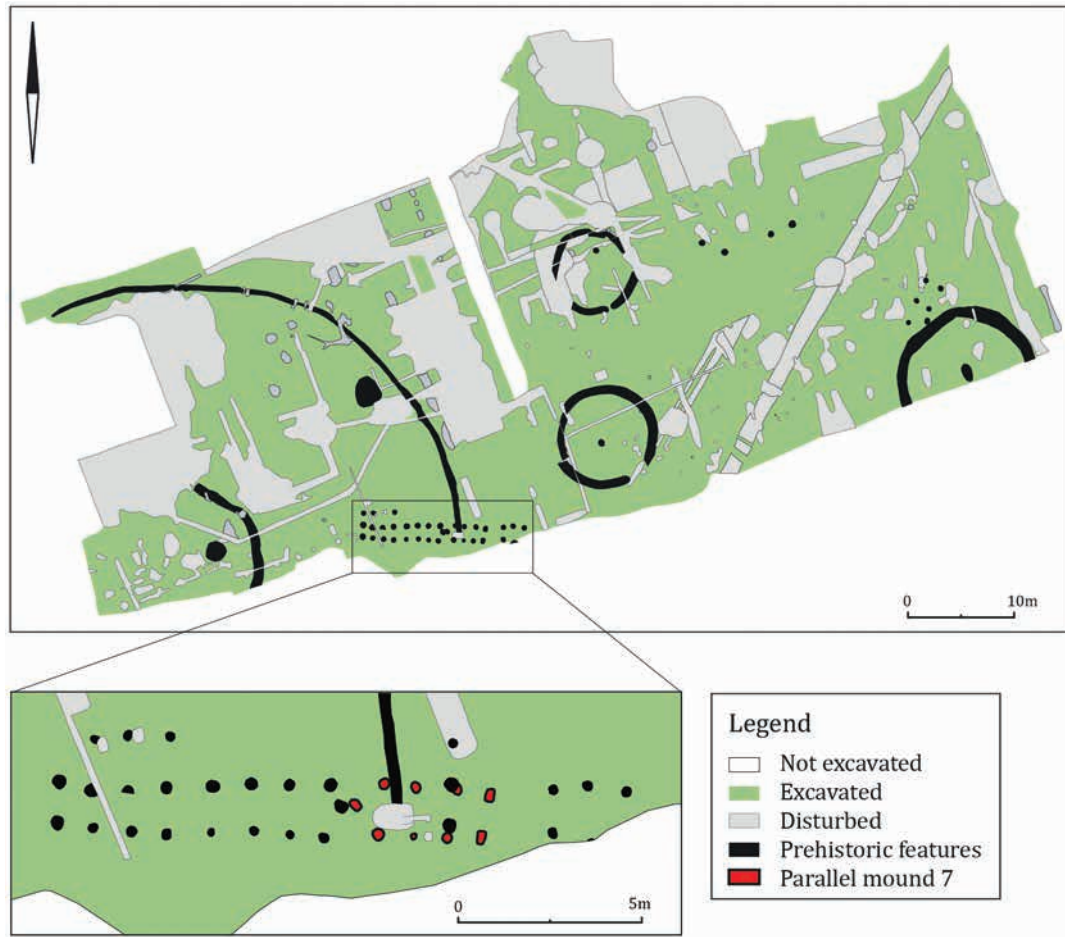 0 10m
Legend
Not excavated
Excavated
Disturbed
Prehistoric features
Parallel mound 7
0 5m